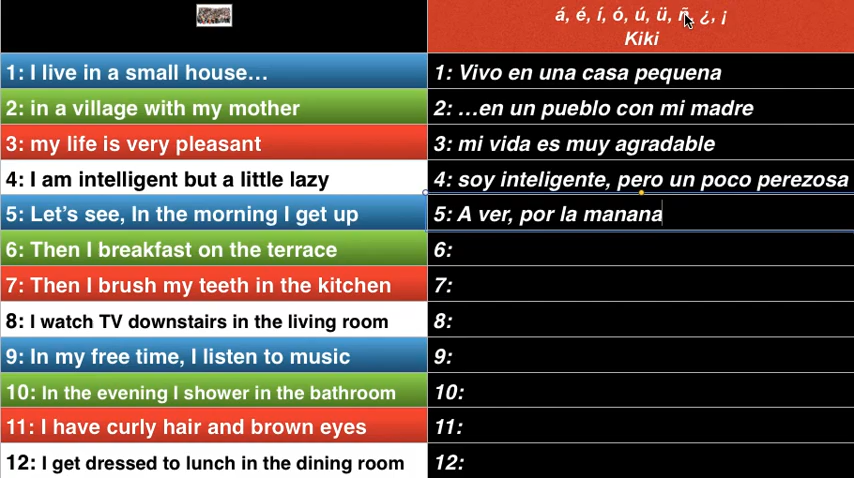 á, é, í, ó, ú, ü, ñ, ¿, ¡
Kiki
1: I live in a small house…
1: Vivo en una casa pequena
2: in a village with my mother
2: …en un pueblo con mi madre
3: my life is very pleasant
3: mi vida es muy agradable
4: I am intelligent but a little lazy
4: soy inteligente, pero un poco perezosa
5: Let's see, In the morning I get up
5: A ver, por la manana
6: Then I breakfast on the terrace
6:
7: Then I brush my teeth in the kitchen
7:
8: I watch TV downstairs in the living room
8:
9: In my free time, I listen to music
9:
10: In the evening I shower in the bathroom
10:
11: I have curly hair and brown eyes
11:
12: I get dressed to lunch in the dining room
12: